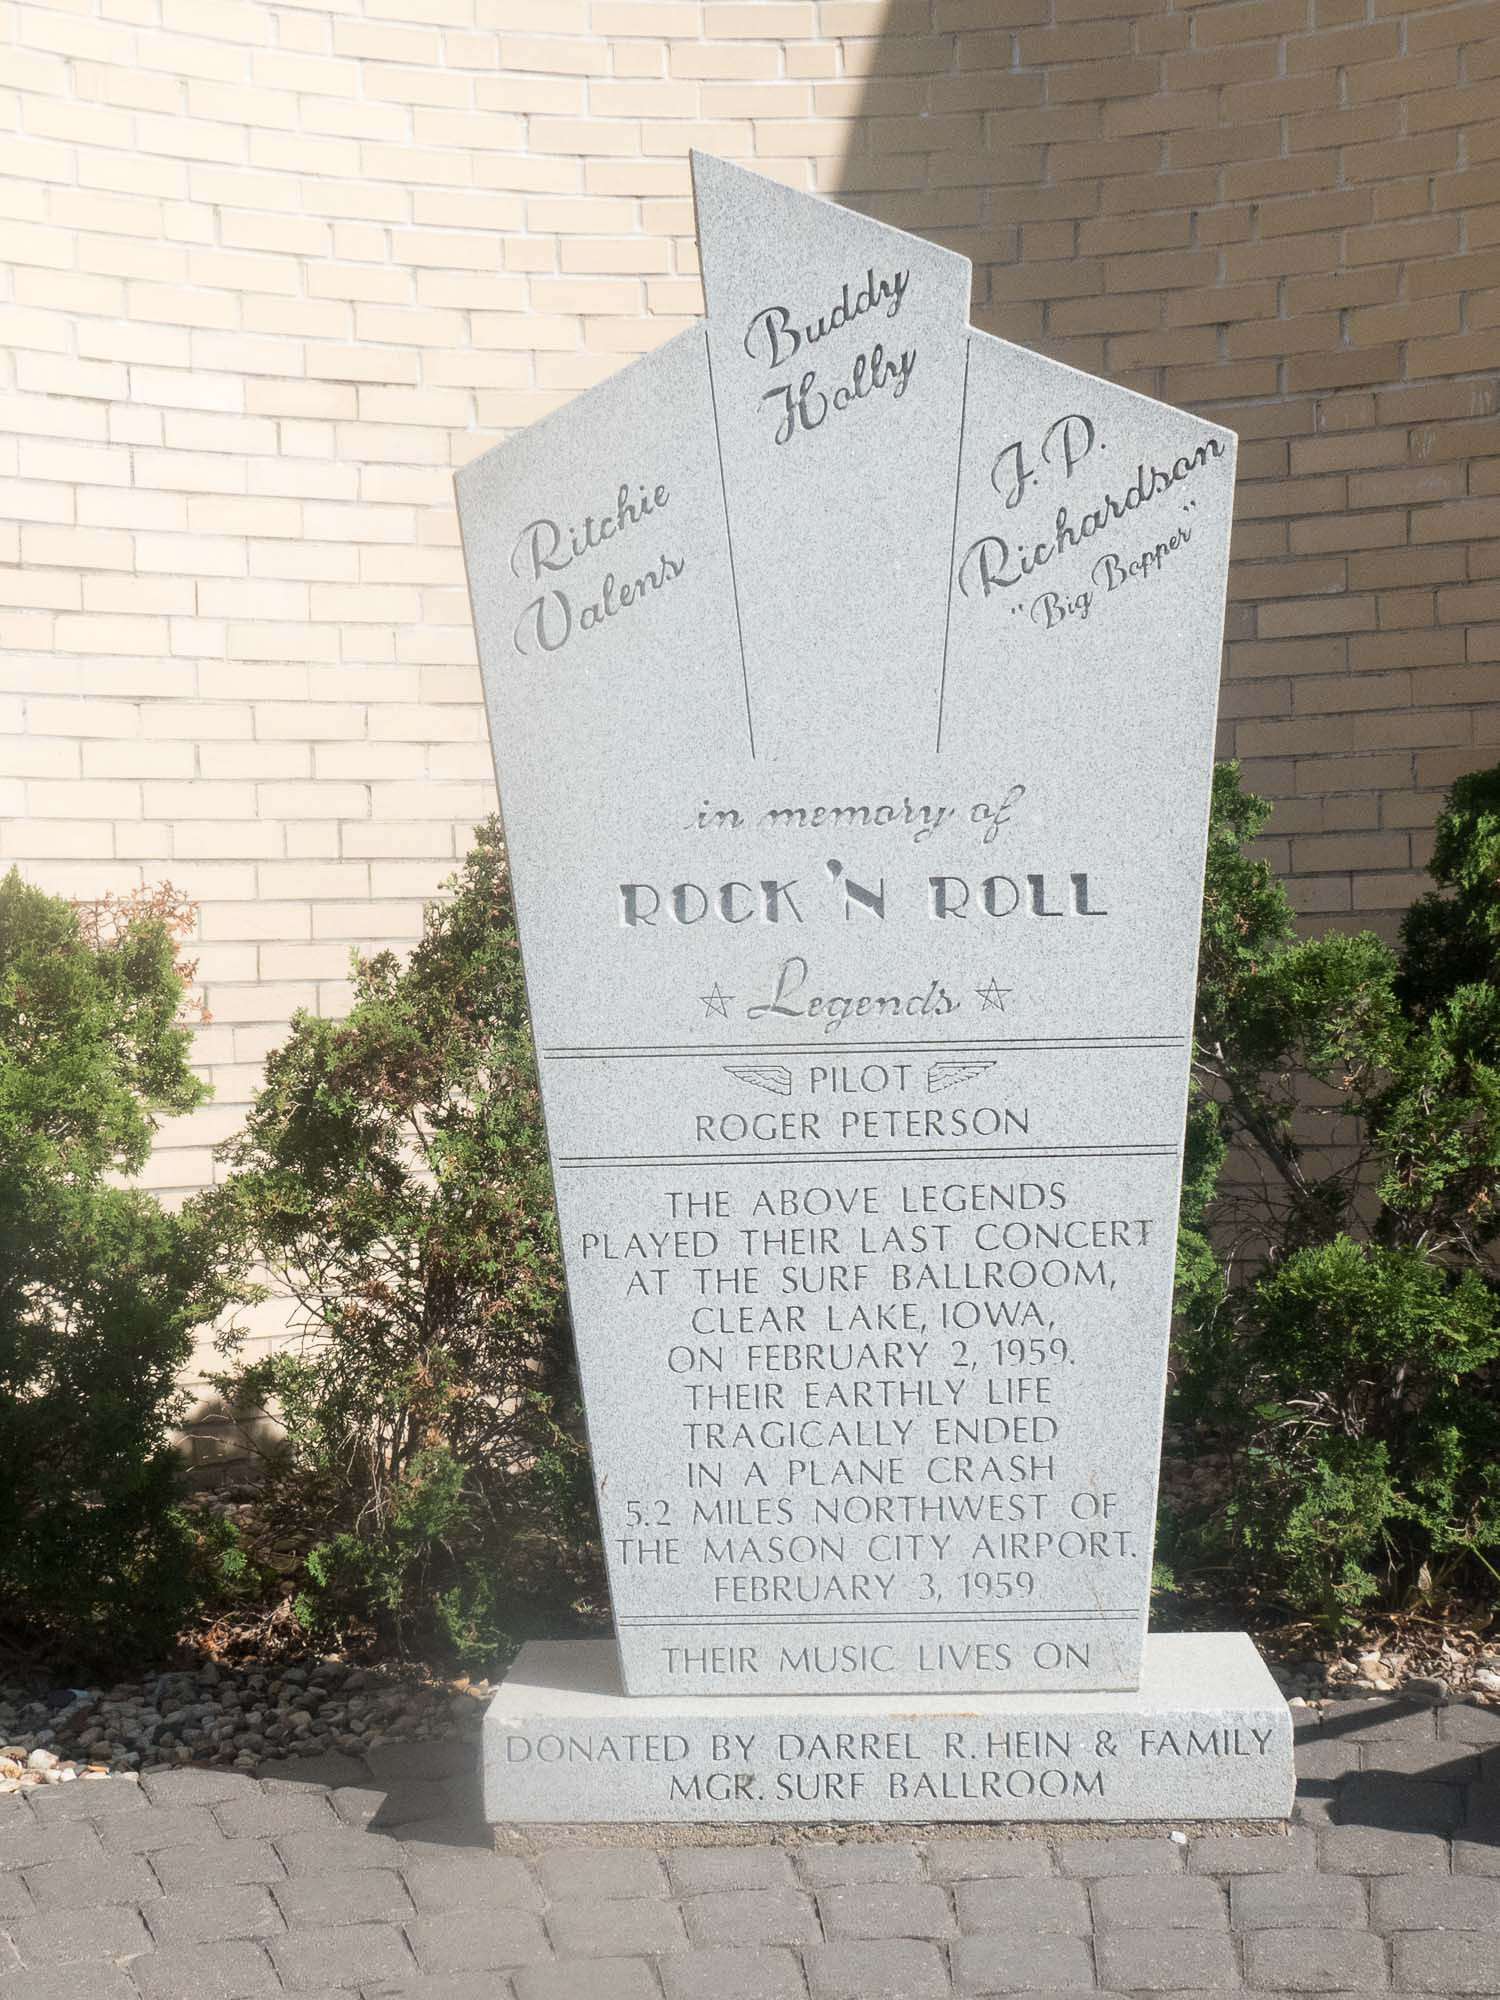 Buddy
Holly
Ritchie
Valens
J.P.
Richardson
"Big Bopper"
in memory of
ROCK 'N ROLL
Legends
PILOT
ROGER PETERSON
THE ABOVE LEGENDS
PLAYED THEIR LAST CONCERT
AT THE SURF BALLROOM,
CLEAR LAKE, IOWA,
ON FEBRUARY 2, 1959.
THEIR EARTHLY LIFE
TRAGICALLY ENDED
IN A PLANE CRASH
5.2 MILES NORTHWEST OF
THE MASON CITY AIRPORT.
FEBRUARY 3, 1959
THEIR MUSIC LIVES ON
DONATED BY DARREL R. HEIN & FAMILY
MGR. SURF BALLROOM